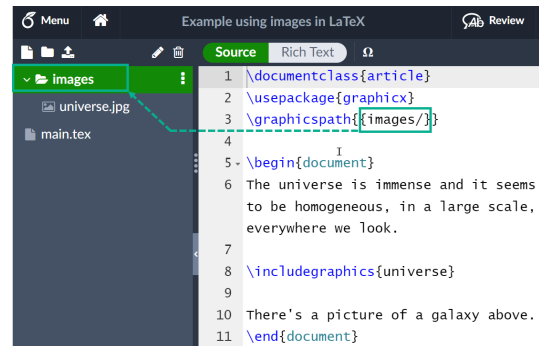 Menu
Example using images in LaTeX
Review
Source Rich Text Ω
images
universe.jpg
main.tex
1 \documentclass{article}
2 \usepackage{graphicx}
3 \graphicspath{{images/}}
4
5 \begin{document}
6 The universe is immense and it seems
to be homogeneous, in a large scale,
everywhere we look.
7
8 \includegraphics{universe}
9
10 There's a picture of a galaxy above.
11 \end{document}